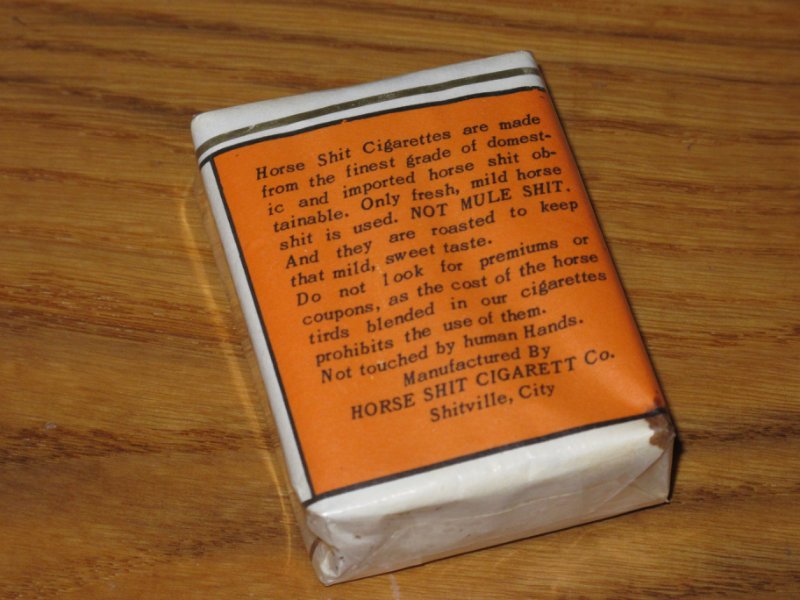 Horse Shit Cigarettes are made
from the finest grade of domest-
ic and imported horse shit ob-
tainable. Only fresh, mild horse
shit is used. NOT MULE SHIT.
And they are roasted to keep
that mild, sweet taste.
Do not look for premiums or
coupons, as the cost of the horse
tirds blended in our cigarettes
prohibits the use of them.
Not touched by human Hands.
Manufactured By
HORSE SHIT CIGARETT Co.
Shitville, City